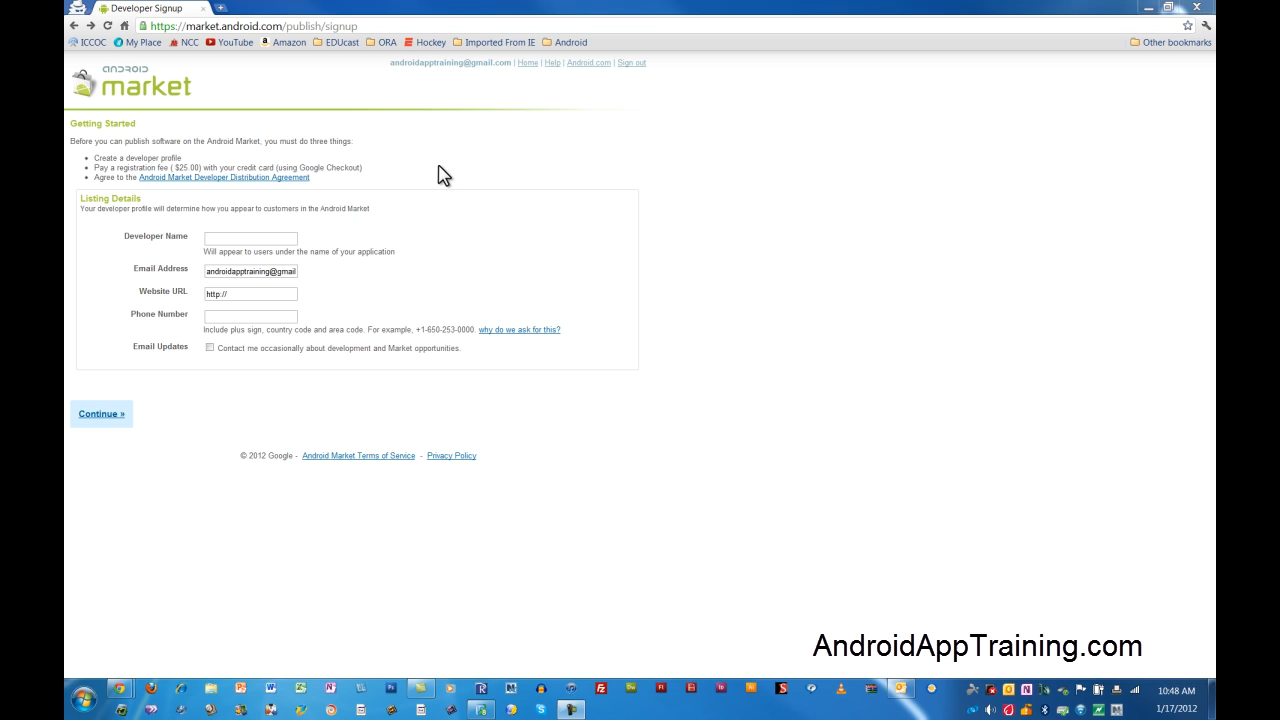 Developer Signup
https://market.android.com/publish/signup
ICCOC My Place NCC YouTube Amazon EDUcast ORA Hockey Imported From IE Android Other bookmarks
androidapptraining@gmail.com | Home | Help | Android.com | Sign out
android
market
Getting Started
Before you can publish software on the Android Market, you must do three things:
Create a developer profile
Pay a registration fee ( $25.00) with your credit card (using Google Checkout)
Agree to the Android Market Developer Distribution Agreement
Listing Details
Your developer profile will determine how you appear to customers in the Android Market
Developer Name
Will appear to users under the name of your application
Email Address androidapptraining@gmail
Website URL http://
Phone Number
Include plus sign, country code and area code. For example, +1-650-253-0000. why do we ask for this?
Email Updates Contact me occasionally about development and Market opportunities.
Continue »
© 2012 Google - Android Market Terms of Service - Privacy Policy
AndroidAppTraining.com
10:48 AM
1/17/2012